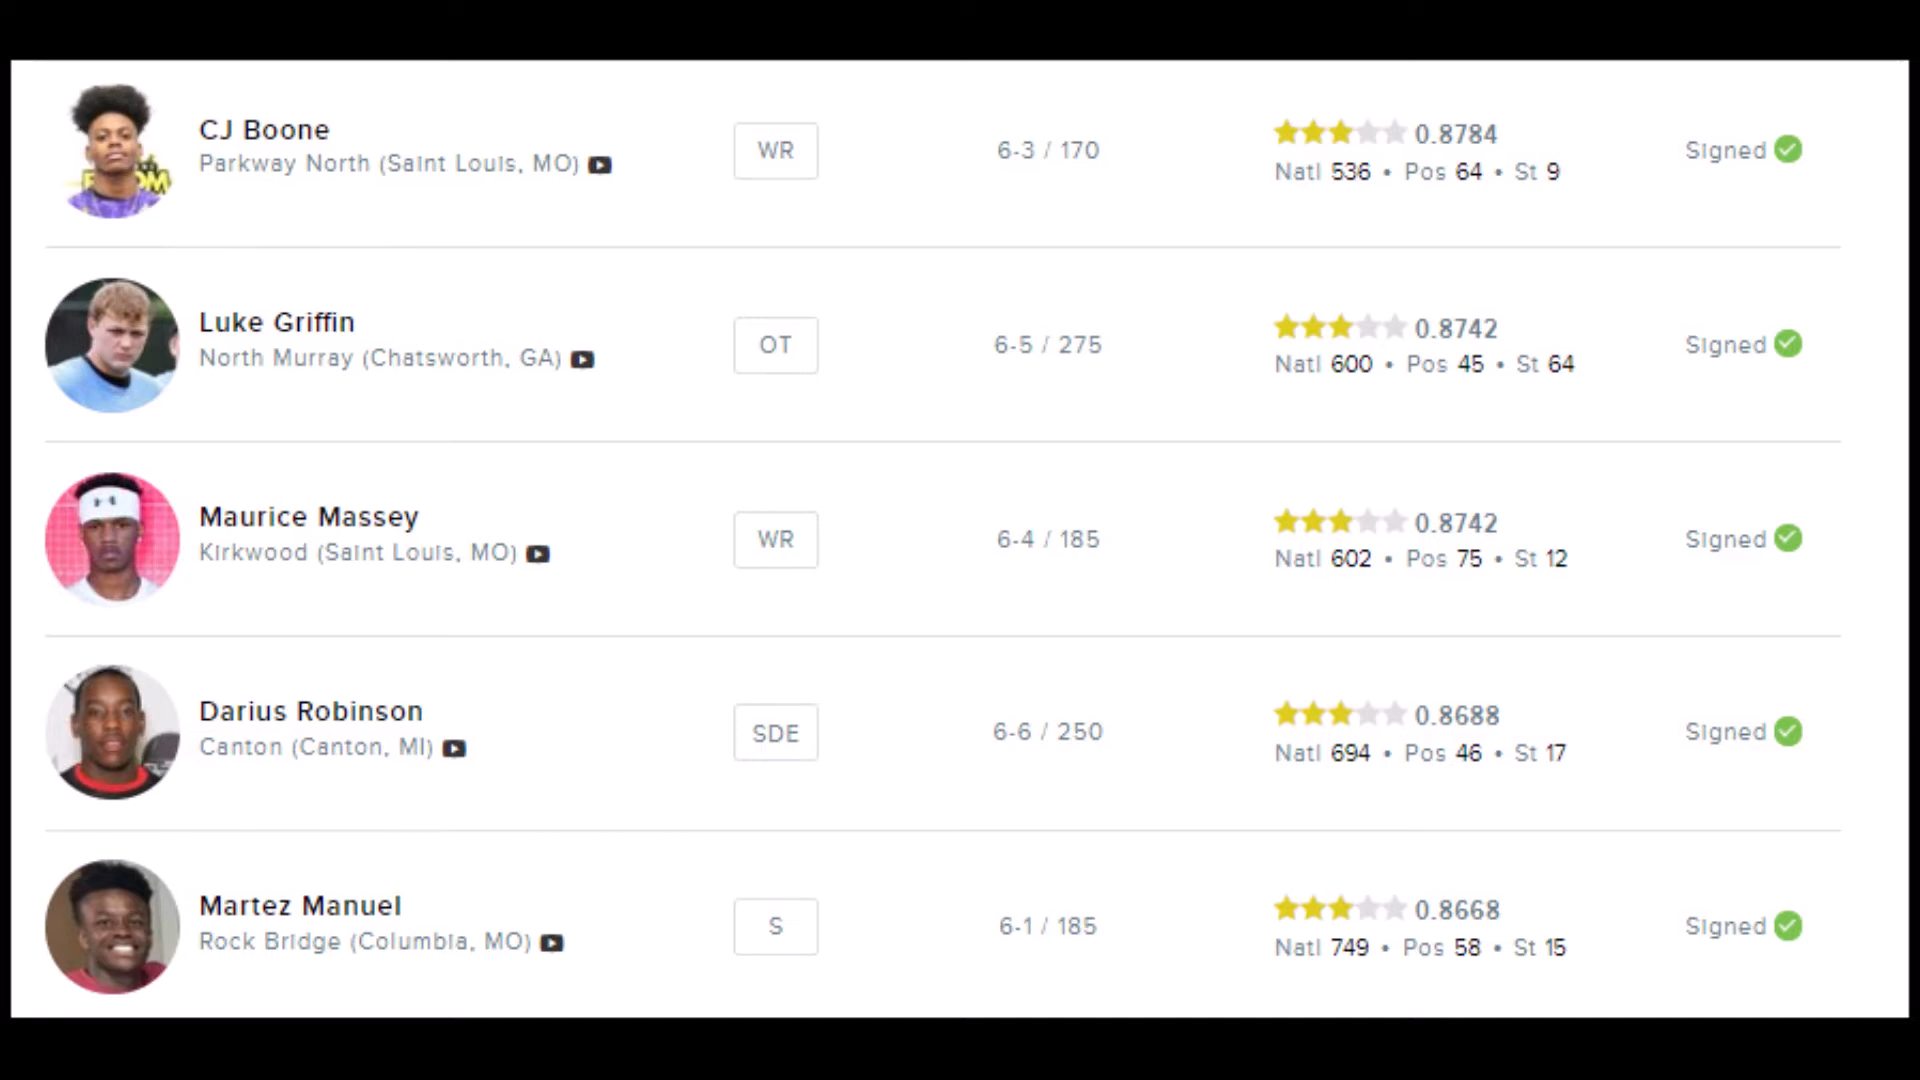 CJ Boone
Parkway North (Saint Louis, MO)
WR
6-3 / 170
0.8784
Natl 536 • Pos 64 • St 9
Signed
Luke Griffin
North Murray (Chatsworth, GA)
OT
6-5 / 275
0.8742
Natl 600 • Pos 45 • St 64
Signed
Maurice Massey
Kirkwood (Saint Louis, MO)
WR
6-4 / 185
0.8742
Natl 602 • Pos 75 • St 12
Signed
Darius Robinson
Canton (Canton, MI)
SDE
6-6 / 250
0.8688
Natl 694 • Pos 46 • St 17
Signed
Martez Manuel
Rock Bridge (Columbia, MO)
S
6-1 / 185
0.8668
Natl 749 • Pos 58 • St 15
Signed